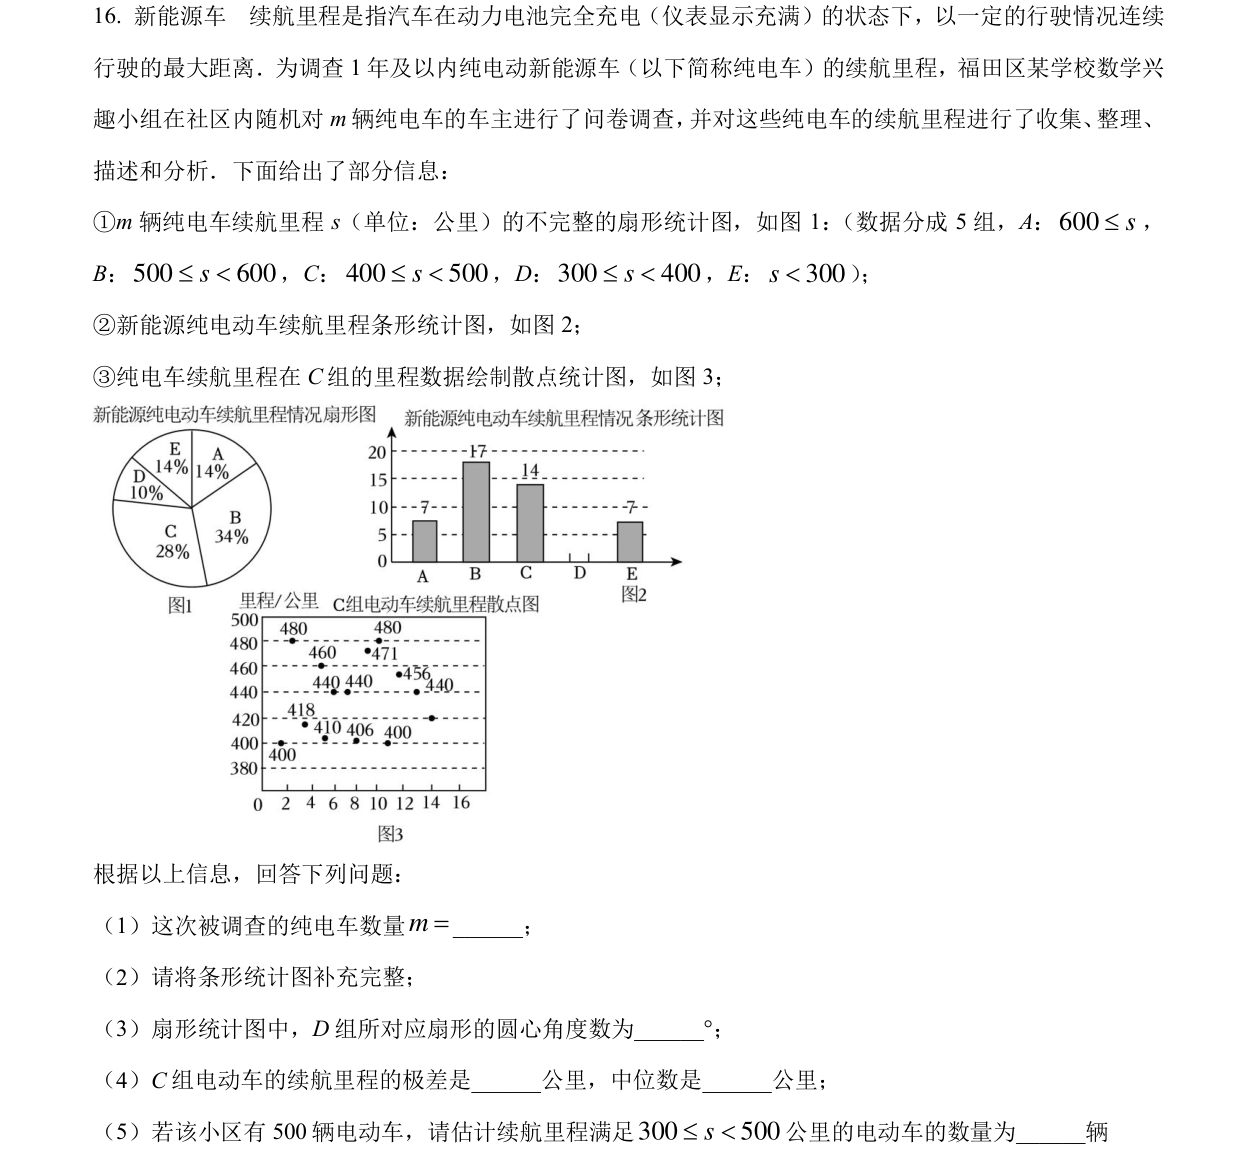 16. 新能源车 续航里程是指汽车在动力电池完全充电（仪表显示充满）的状态下，以一定的行驶情况连续
行驶的最大距离．为调查 1 年及以内纯电动新能源车（以下简称纯电车）的续航里程，福田区某学校数学兴
趣小组在社区内随机对 m 辆纯电车的车主进行了问卷调查，并对这些纯电车的续航里程进行了收集、整理、
描述和分析．下面给出了部分信息：
①m 辆纯电车续航里程 s（单位：公里）的不完整的扇形统计图，如图 1:（数据分成 5 组，A： 600≤s，
B：500≤s<600，C： 400≤s<500，D：300≤s<400，E： s<300）；
②新能源纯电动车续航里程条形统计图，如图 2；
③纯电车续航里程在 C 组的里程数据绘制散点统计图，如图 3；
新能源纯电动车续航里程情况扇形图
E
14%
A
14%
D
10%
B
34%
C
28%
图1
新能源纯电动车续航里程情况 条形统计图
20
15
10
5
0
17
14
7
7
A B C D E
图2
里程/公里 C组电动车续航里程散点图
500
480
460
440
420
400
380
480 480
460 471
456
440 440 440
418
410 406 400
400
0 2 4 6 8 10 12 14 16
图3
根据以上信息，回答下列问题：
（1）这次被调查的纯电车数量 m =______；
（2）请将条形统计图补充完整；
（3）扇形统计图中，D 组所对应扇形的圆心角度数为______°；
（4）C 组电动车的续航里程的极差是______公里，中位数是______公里；
（5）若该小区有 500 辆电动车，请估计续航里程满足 300≤s<500 公里的电动车的数量为______辆